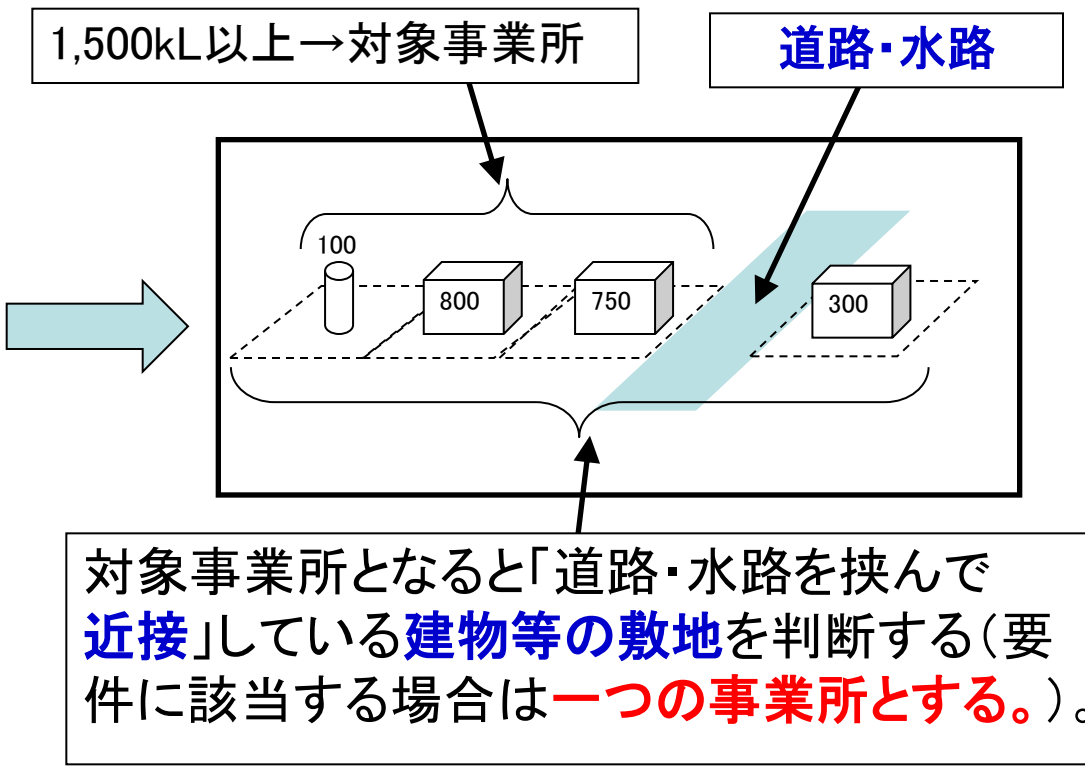 1,500kL以上→対象事業所
道路・水路
100
800
750
300
対象事業所となると「道路・水路を挟んで
近接」している建物等の敷地を判断する(要
件に該当する場合は一つの事業所とする。)。